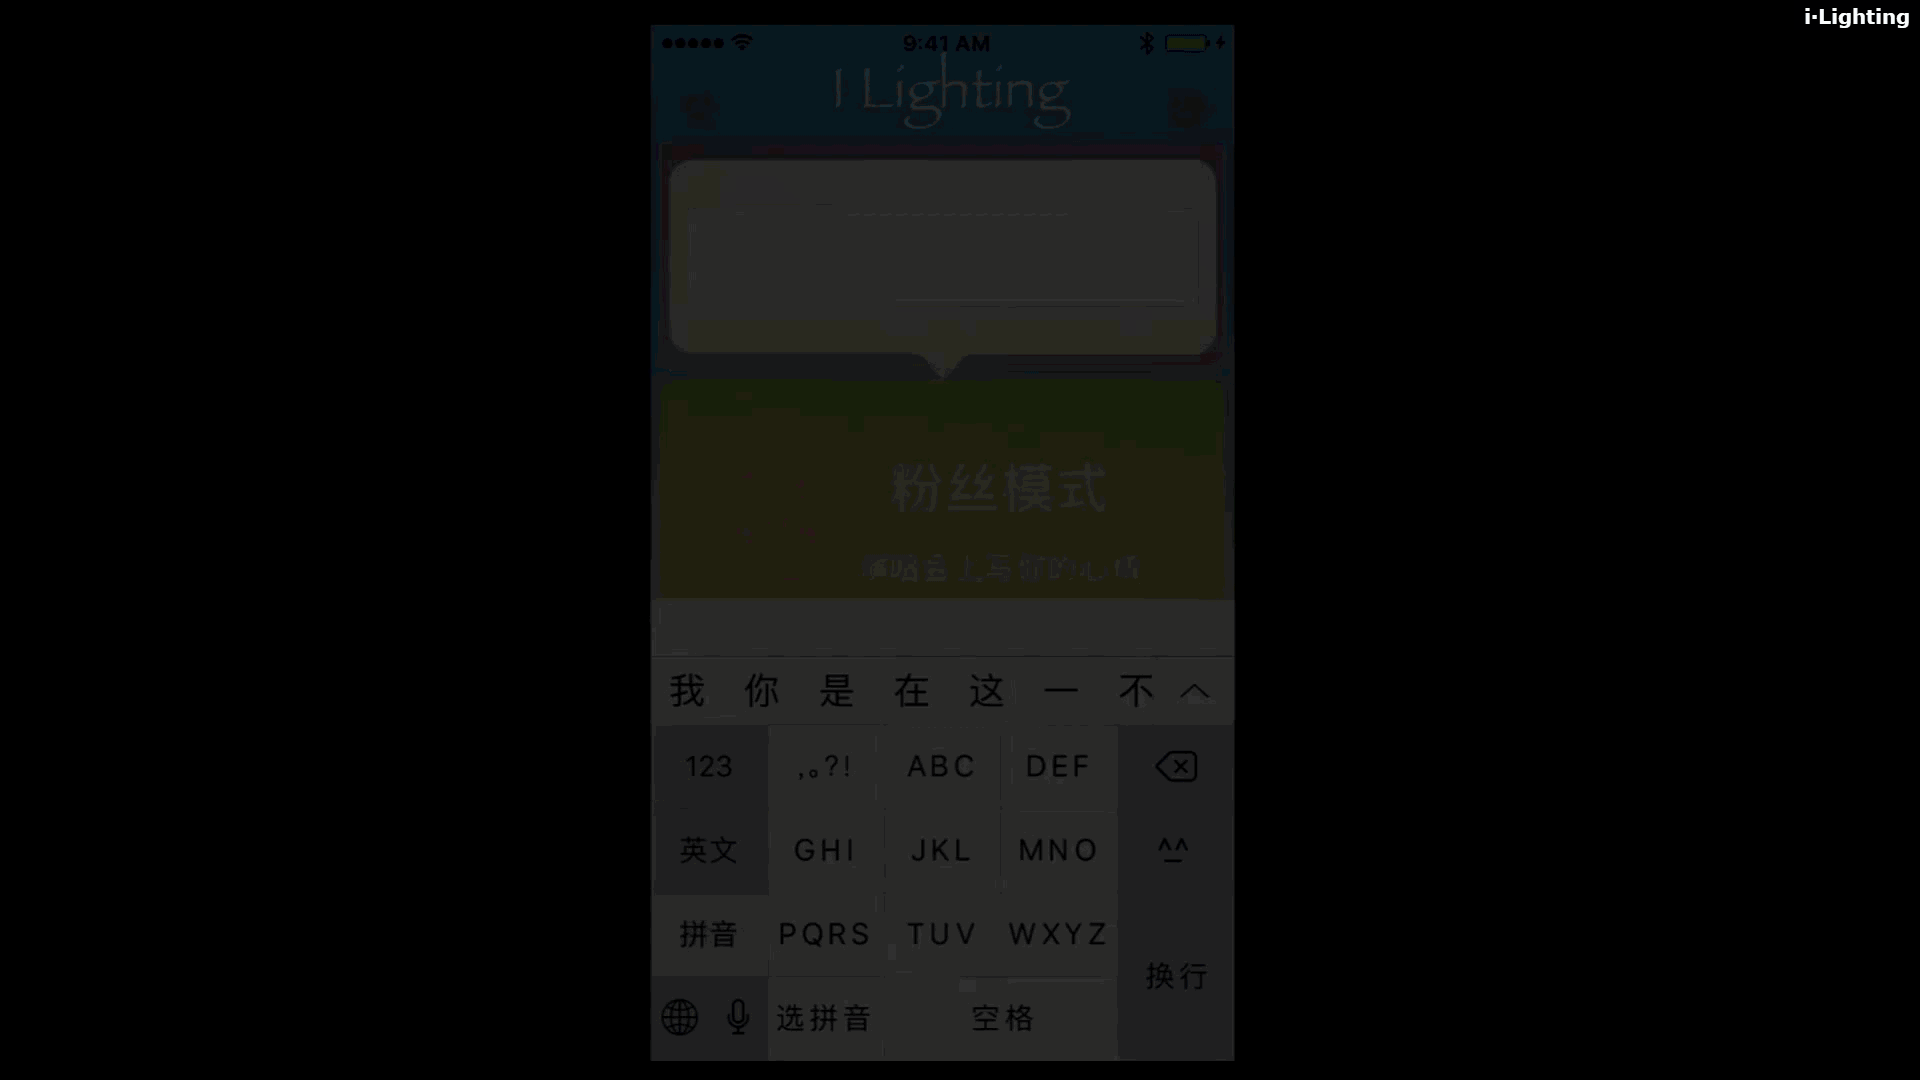 i·Lighting
9:41 AM
I Lighting
粉丝模式
我 你 是 在 这 一 不
123 ,。?! ABC DEF
英文 GHI JKL MNO ^^
拼音 PQRS TUV WXYZ
换行
选拼音 空格